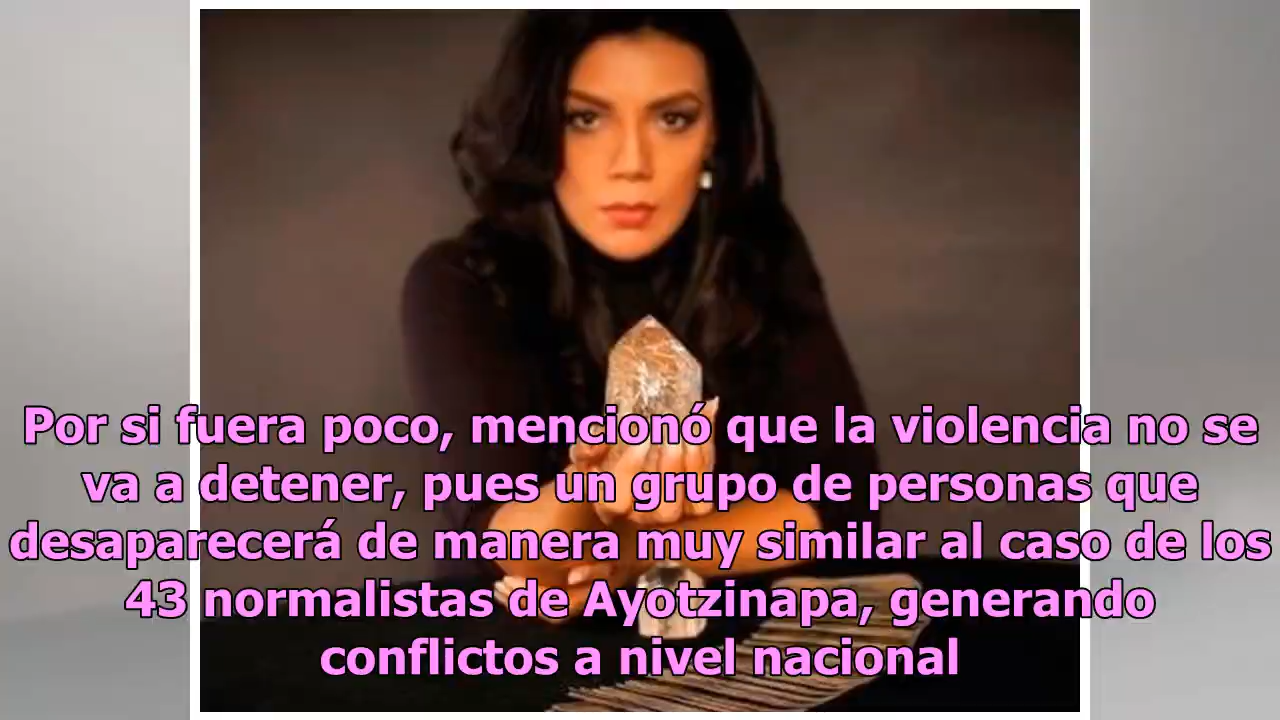 Por si fuera poco, mencionó que la violencia no se
va a detener, pues un grupo de personas que
desaparecerá de manera muy similar al caso de los
43 normalistas de Ayotzinapa, generando
conflictos a nivel nacional